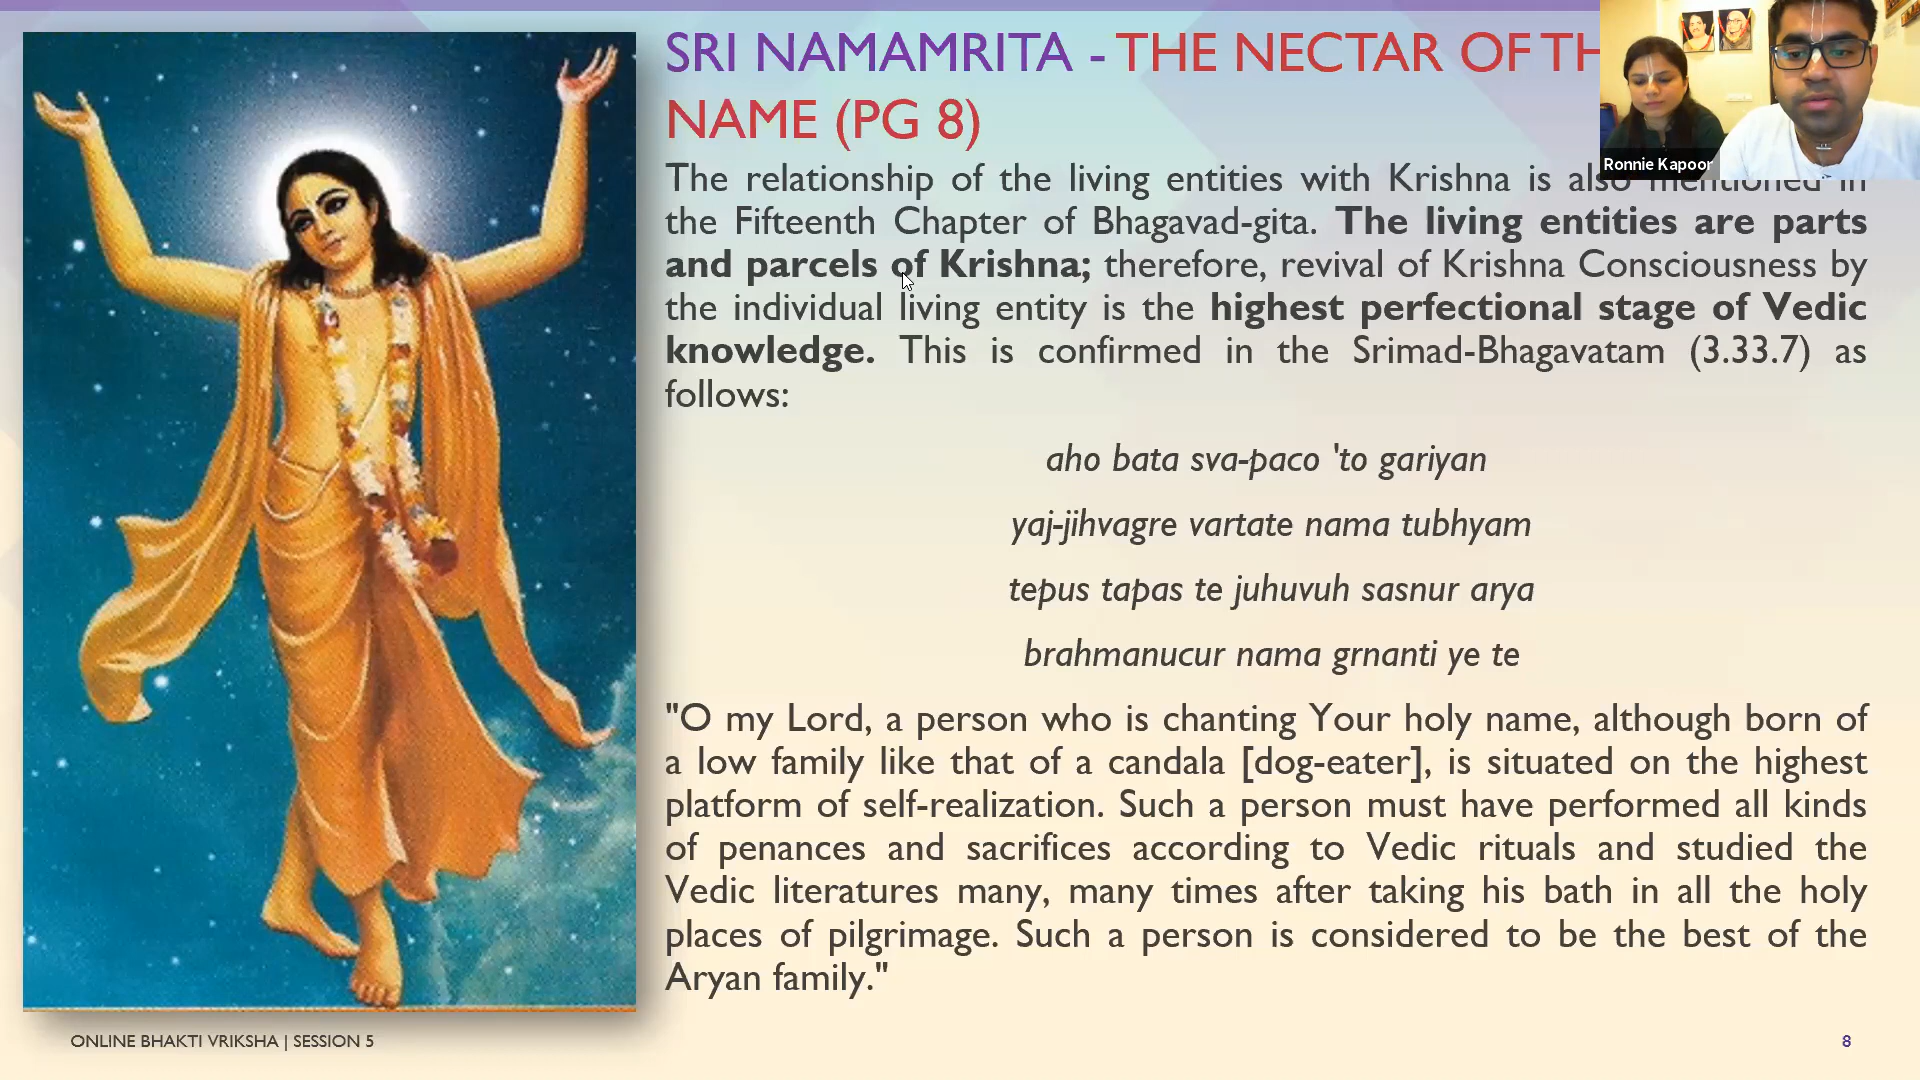 SRI NAMAMRITA - THE NECTAR OF TH
NAME (PG 8)
Ronnie Kapoor
The relationship of the living entities with Krishna is also mentioned in
the Fifteenth Chapter of Bhagavad-gita. The living entities are parts
and parcels of Krishna; therefore, revival of Krishna Consciousness by
the individual living entity is the highest perfectional stage of Vedic
knowledge. This is confirmed in the Srimad-Bhagavatam (3.33.7) as
follows:
aho bata sva-paco 'to gariyan
yaj-jihvagre vartate nama tubhyam
tepus tapas te juhuvuh sasnur arya
brahmanucur nama grnanti ye te
"O my Lord, a person who is chanting Your holy name, although born of
a low family like that of a candala [dog-eater], is situated on the highest
platform of self-realization. Such a person must have performed all kinds
of penances and sacrifices according to Vedic rituals and studied the
Vedic literatures many, many times after taking his bath in all the holy
places of pilgrimage. Such a person is considered to be the best of the
Aryan family."
ONLINE BHAKTI VRIKSHA | SESSION 5
8